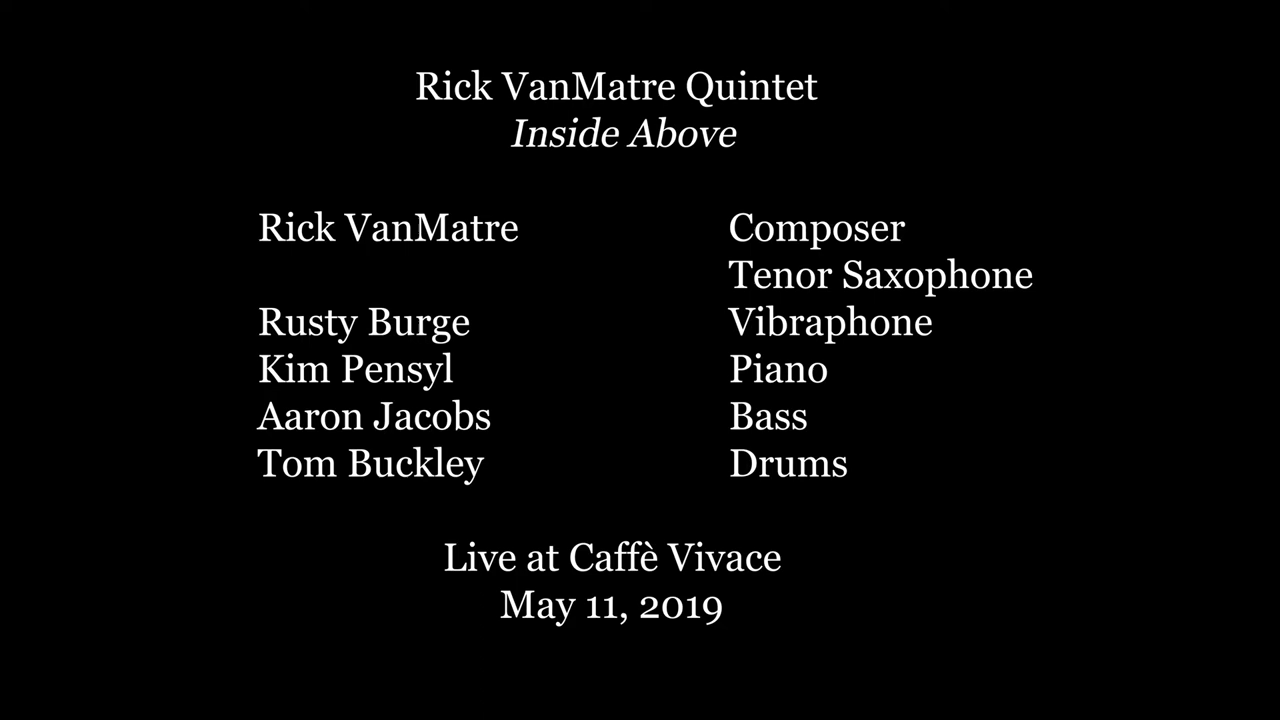 Rick VanMatre Quintet
Inside Above
Rick VanMatre Composer
Tenor Saxophone
Rusty Burge Vibraphone
Kim Pensyl Piano
Aaron Jacobs Bass
Tom Buckley Drums
Live at Caffè Vivace
May 11, 2019